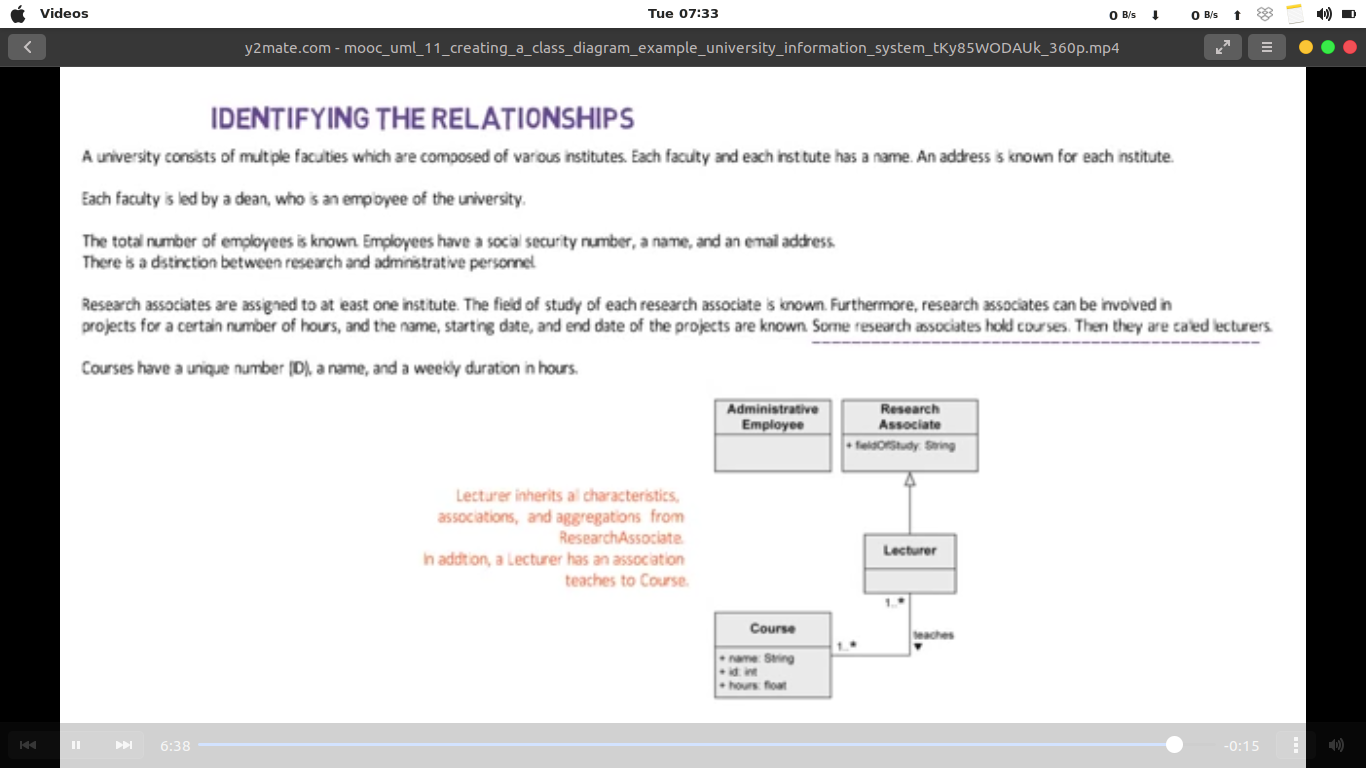 Videos
Tue 07:33
0 B/s
0 B/s
y2mate.com - mooc_uml_11_creating_a_class_diagram_example_university_information_system_tKy85WODAUk_360p.mp4
IDENTIFYING THE RELATIONSHIPS
A university consists of multiple faculties which are composed of various institutes. Each faculty and each institute has a name. An address is known for each institute.
Each faculty is led by a dean, who is an employee of the university.
The total number of employees is known. Employees have a social security number, a name, and an email address.
There is a distinction between research and administrative personnel.
Research associates are assigned to at least one institute. The field of study of each research associate is known. Furthermore, research associates can be involved in
projects for a certain number of hours, and the name, starting date, and end date of the projects are known. Some research associates hold courses. Then they are called lecturers.
Courses have a unique number (ID), a name, and a weekly duration in hours.
Administrative
Employee
Research
Associate
+ fieldOfStudy: String
Lecturer inherits all characteristics,
associations, and aggregations from
ResearchAssociate.
In addtion, a Lecturer has an association
teaches to Course.
Lecturer
1..*
teaches
Course
1..*
+ name: String
+ id: int
+ hours: float
6:38
-0:15